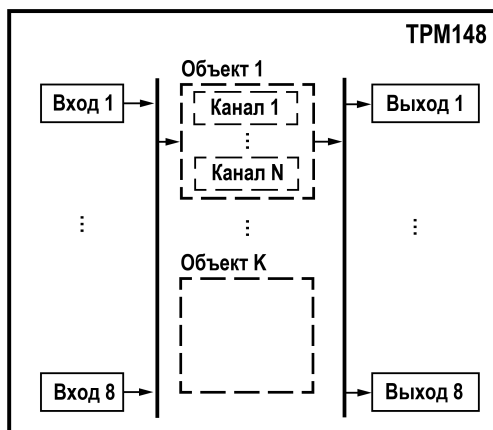 ТРМ148
Объект 1
Вход 1
Канал 1
Выход 1
Канал N
Объект К
Вход 8
Выход 8